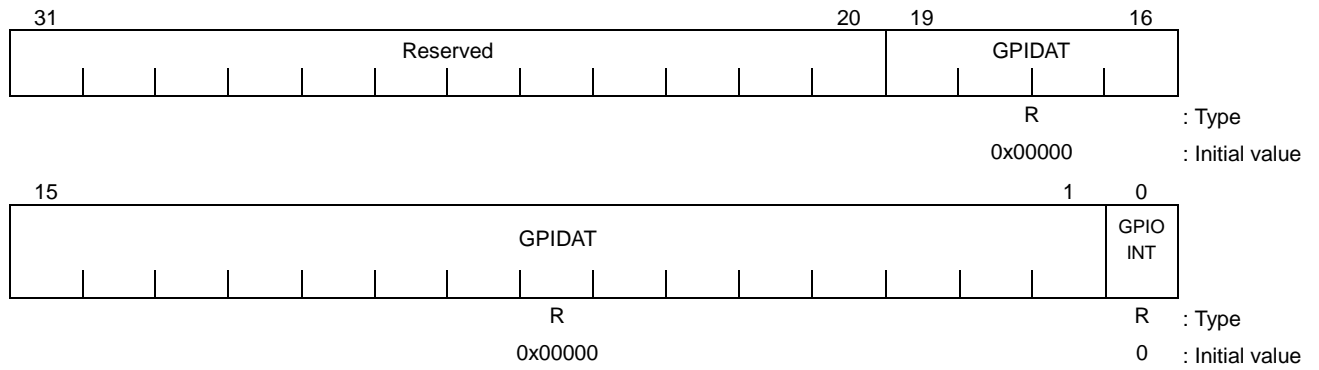 31 20 19 16
Reserved GPIDAT
R : Type
0x00000 : Initial value
15 1 0
GPIDAT GPIO
INT
R R : Type
0x00000 0 : Initial value